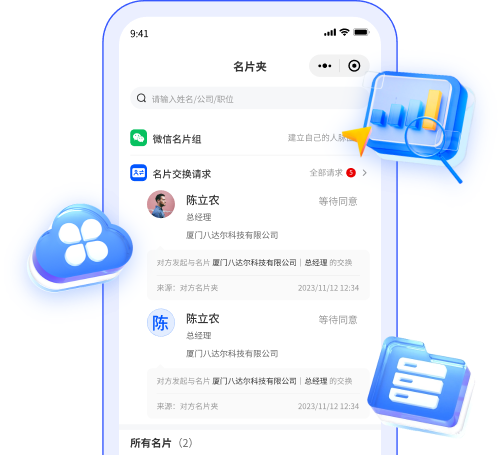 9:41
名片夹
请输入姓名/公司/职位
微信名片组
建立自己的人脉
名片交换请求
全部请求 5
陈立农
等待同意
总经理
厦门八达尔科技有限公司
对方发起与名片 厦门八达尔科技有限公司｜总经理 的交换
来源：对方名片夹
2023/11/12 12:34
陈
陈立农
等待同意
总经理
厦门八达尔科技有限公司
对方发起与名片 厦门八达尔科技有限公司｜总经理 的交换
来源：对方名片夹
2023/11/12 12:34
所有名片（2）